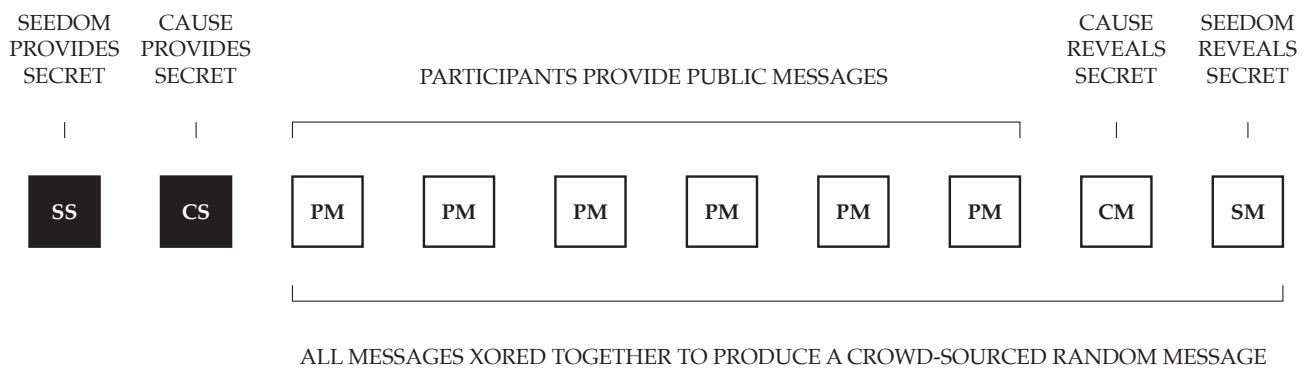 SEEDOM
PROVIDES
SECRET
CAUSE
PROVIDES
SECRET
PARTICIPANTS PROVIDE PUBLIC MESSAGES
CAUSE
REVEALS
SECRET
SEEDOM
REVEALS
SECRET
SS
CS
PM
PM
PM
PM
PM
PM
CM
SM
ALL MESSAGES XORED TOGETHER TO PRODUCE A CROWD-SOURCED RANDOM MESSAGE